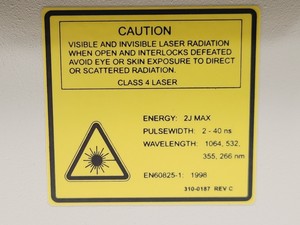 CAUTION
VISIBLE AND INVISIBLE LASER RADIATION
WHEN OPEN AND INTERLOCKS DEFEATED
AVOID EYE OR SKIN EXPOSURE TO DIRECT
OR SCATTERED RADIATION.
CLASS 4 LASER
ENERGY: 2J MAX
PULSEWIDTH: 2 - 40 ns
WAVELENGTH: 1064, 532,
355, 266 nm
EN60825-1: 1998
310-0187 REV C